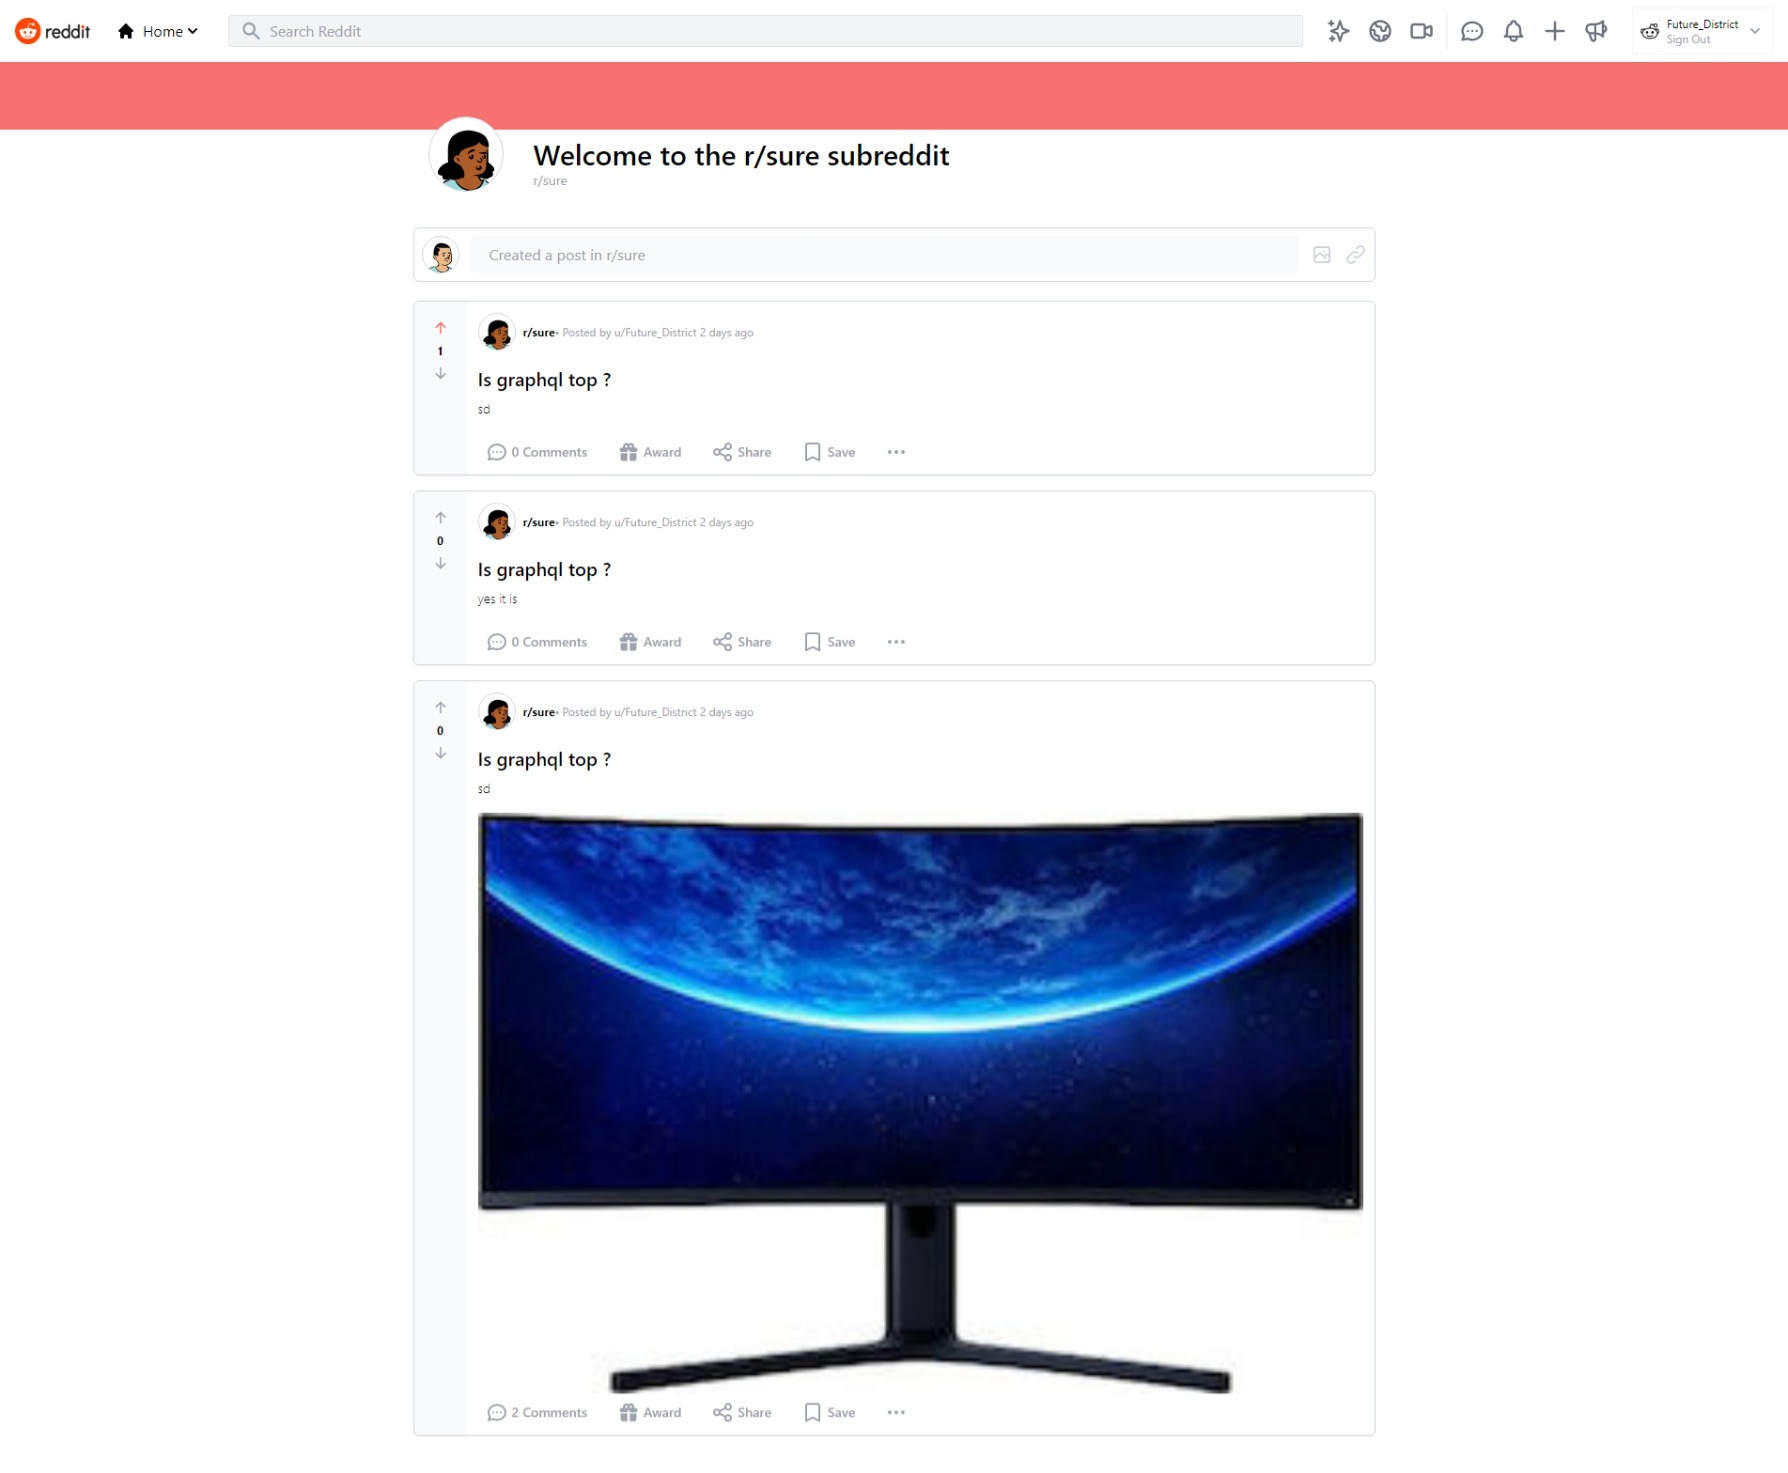 reddit Home Search Reddit Future_District
Sign Out
Welcome to the r/sure subreddit
r/sure
Created a post in r/sure
1
r/sure• Posted by u/Future_District 2 days ago
Is graphql top ?
sd
0 Comments Award Share Save
0
r/sure• Posted by u/Future_District 2 days ago
Is graphql top ?
yes it is
0 Comments Award Share Save
0
r/sure• Posted by u/Future_District 2 days ago
Is graphql top ?
sd
2 Comments Award Share Save